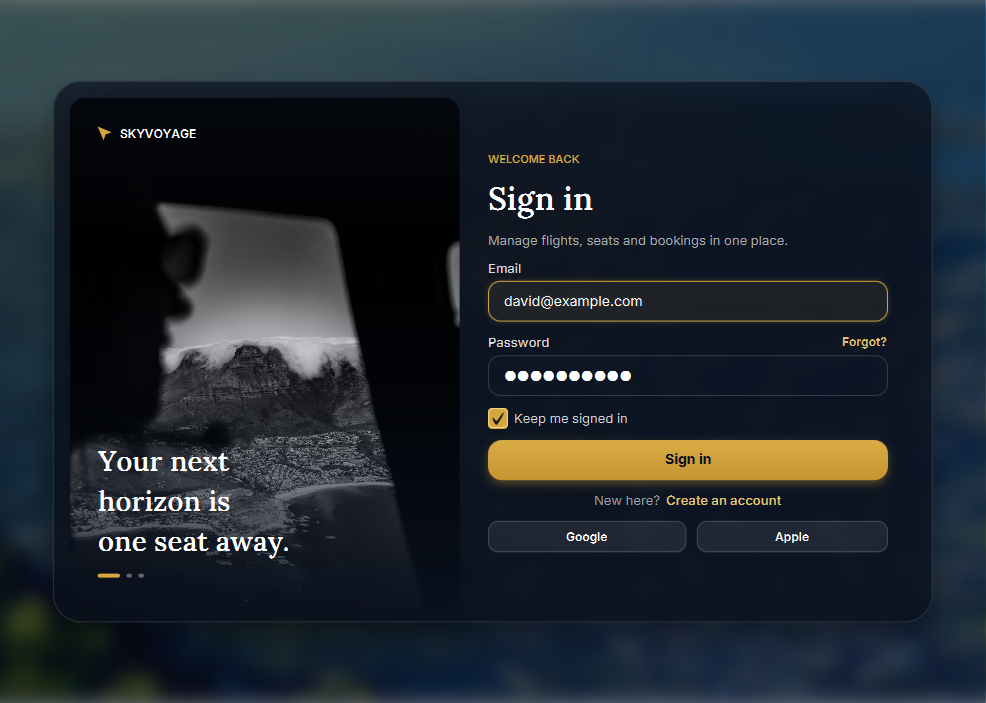 SKYVOYAGE
Your next
horizon is
one seat away.
WELCOME BACK
Sign in
Manage flights, seats and bookings in one place.
Email
david@example.com
Password
Forgot?
●●●●●●●●●●
Keep me signed in
Sign in
New here? Create an account
Google
Apple